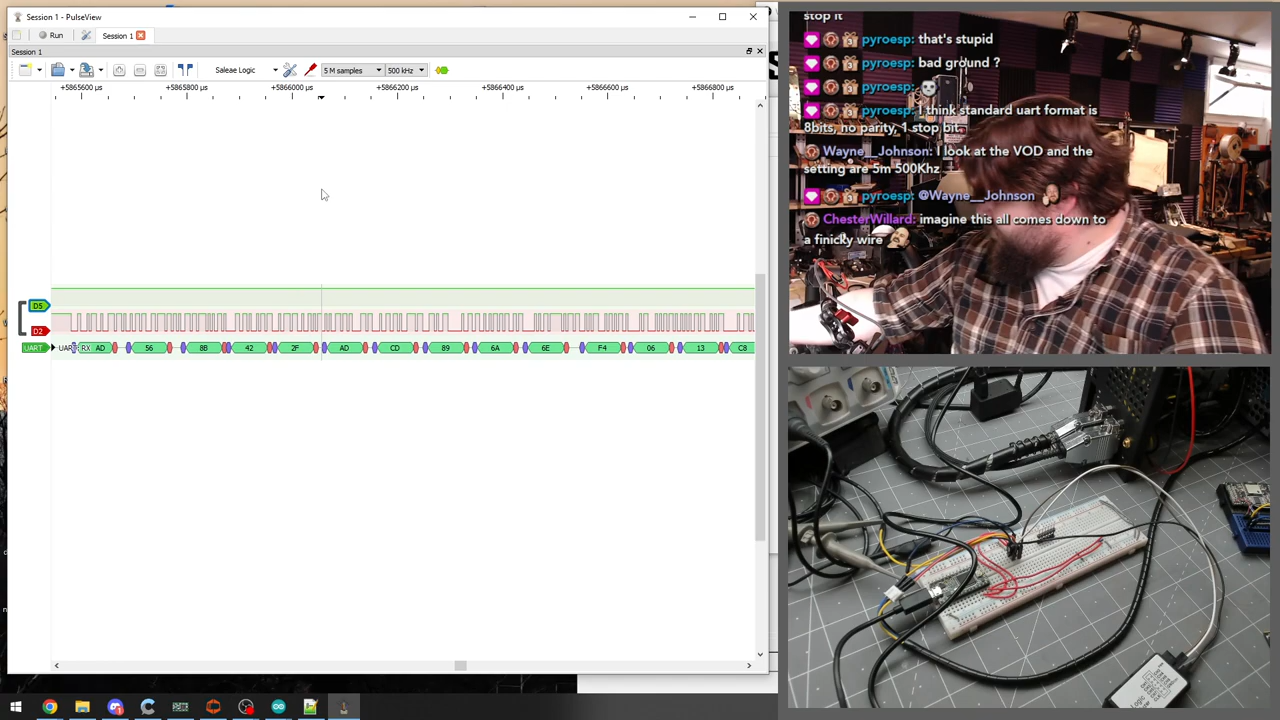 Session 1 - PulseView
Run
Session 1
Session 1
Saleae Logic
5 M samples
500 kHz
+5865600 µs
+5865800 µs
+5866000 µs
+5866200 µs
+5866400 µs
+5866600 µs
+5866800 µs
D5
D2
UART
RX
AD
56
8B
42
2F
AD
CD
89
6A
6E
F4
06
13
C8
stop it
pyroesp: that's stupid
pyroesp: bad ground ?
pyroesp:
pyroesp: I think standard uart format is
8bits, no parity, 1 stop bit.
Wayne__Johnson: I look at the VOD and the
setting are 5m 500Khz
pyroesp: @Wayne__Johnson
ChesterWillard: imagine this all comes down to
a finicky wire
Logic